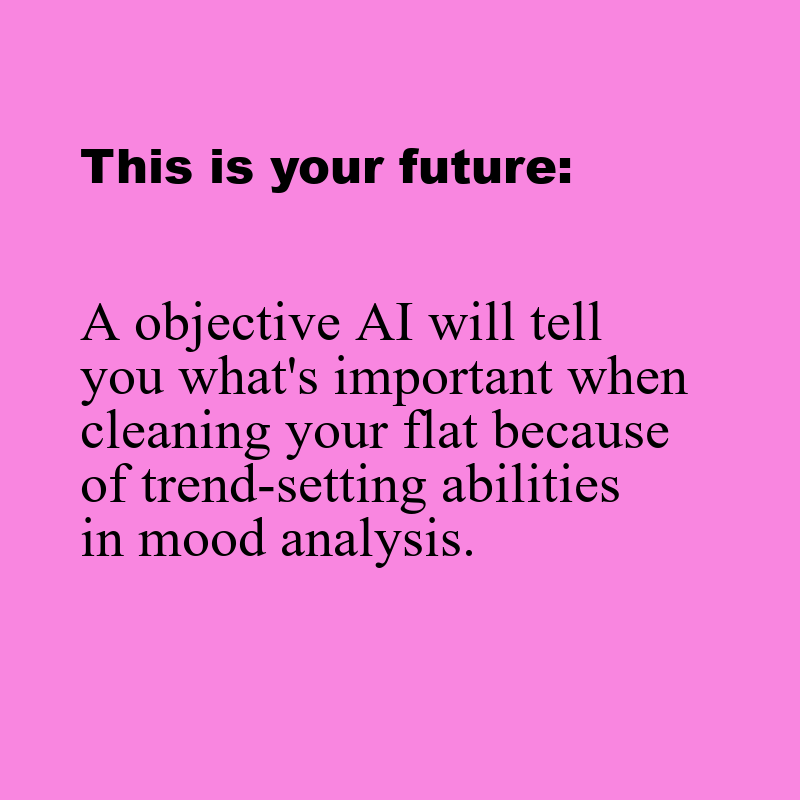 This is your future:
A objective AI will tell
you what's important when
cleaning your flat because
of trend-setting abilities
in mood analysis.